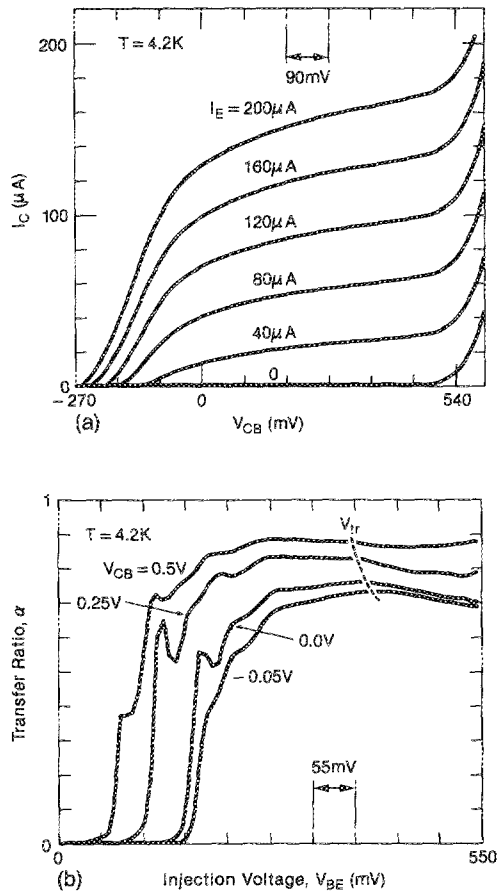 200
T = 4.2K
90mV
I_E = 200μA
160μA
I_C (μA)
100
120μA
80μA
40μA
0
0
-270
0
540
(a)
V_CB (mV)
1
T = 4.2K
V_tr
V_CB = 0.5V
0.25V
0.0V
-0.05V
Transfer Ratio, α
55mV
0
0
550
(b)
Injection Voltage, V_BE (mV)